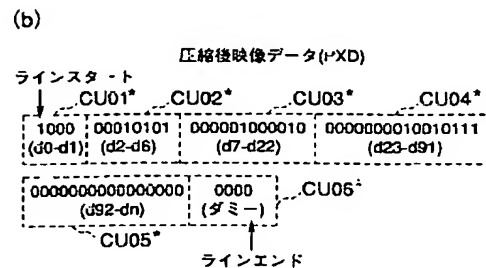 (b)
圧縮後映像データ(PXD)
ラインスタート
CU01* CU02* CU03* CU04*
1000 00010101 000001000010 0000000010010111
(d0-d1) (d2-d6) (d7-d22) (d23-d91)
0000000000000000 0000 CU06*
(d92-dn) (ダミー)
CU05*
ラインエンド